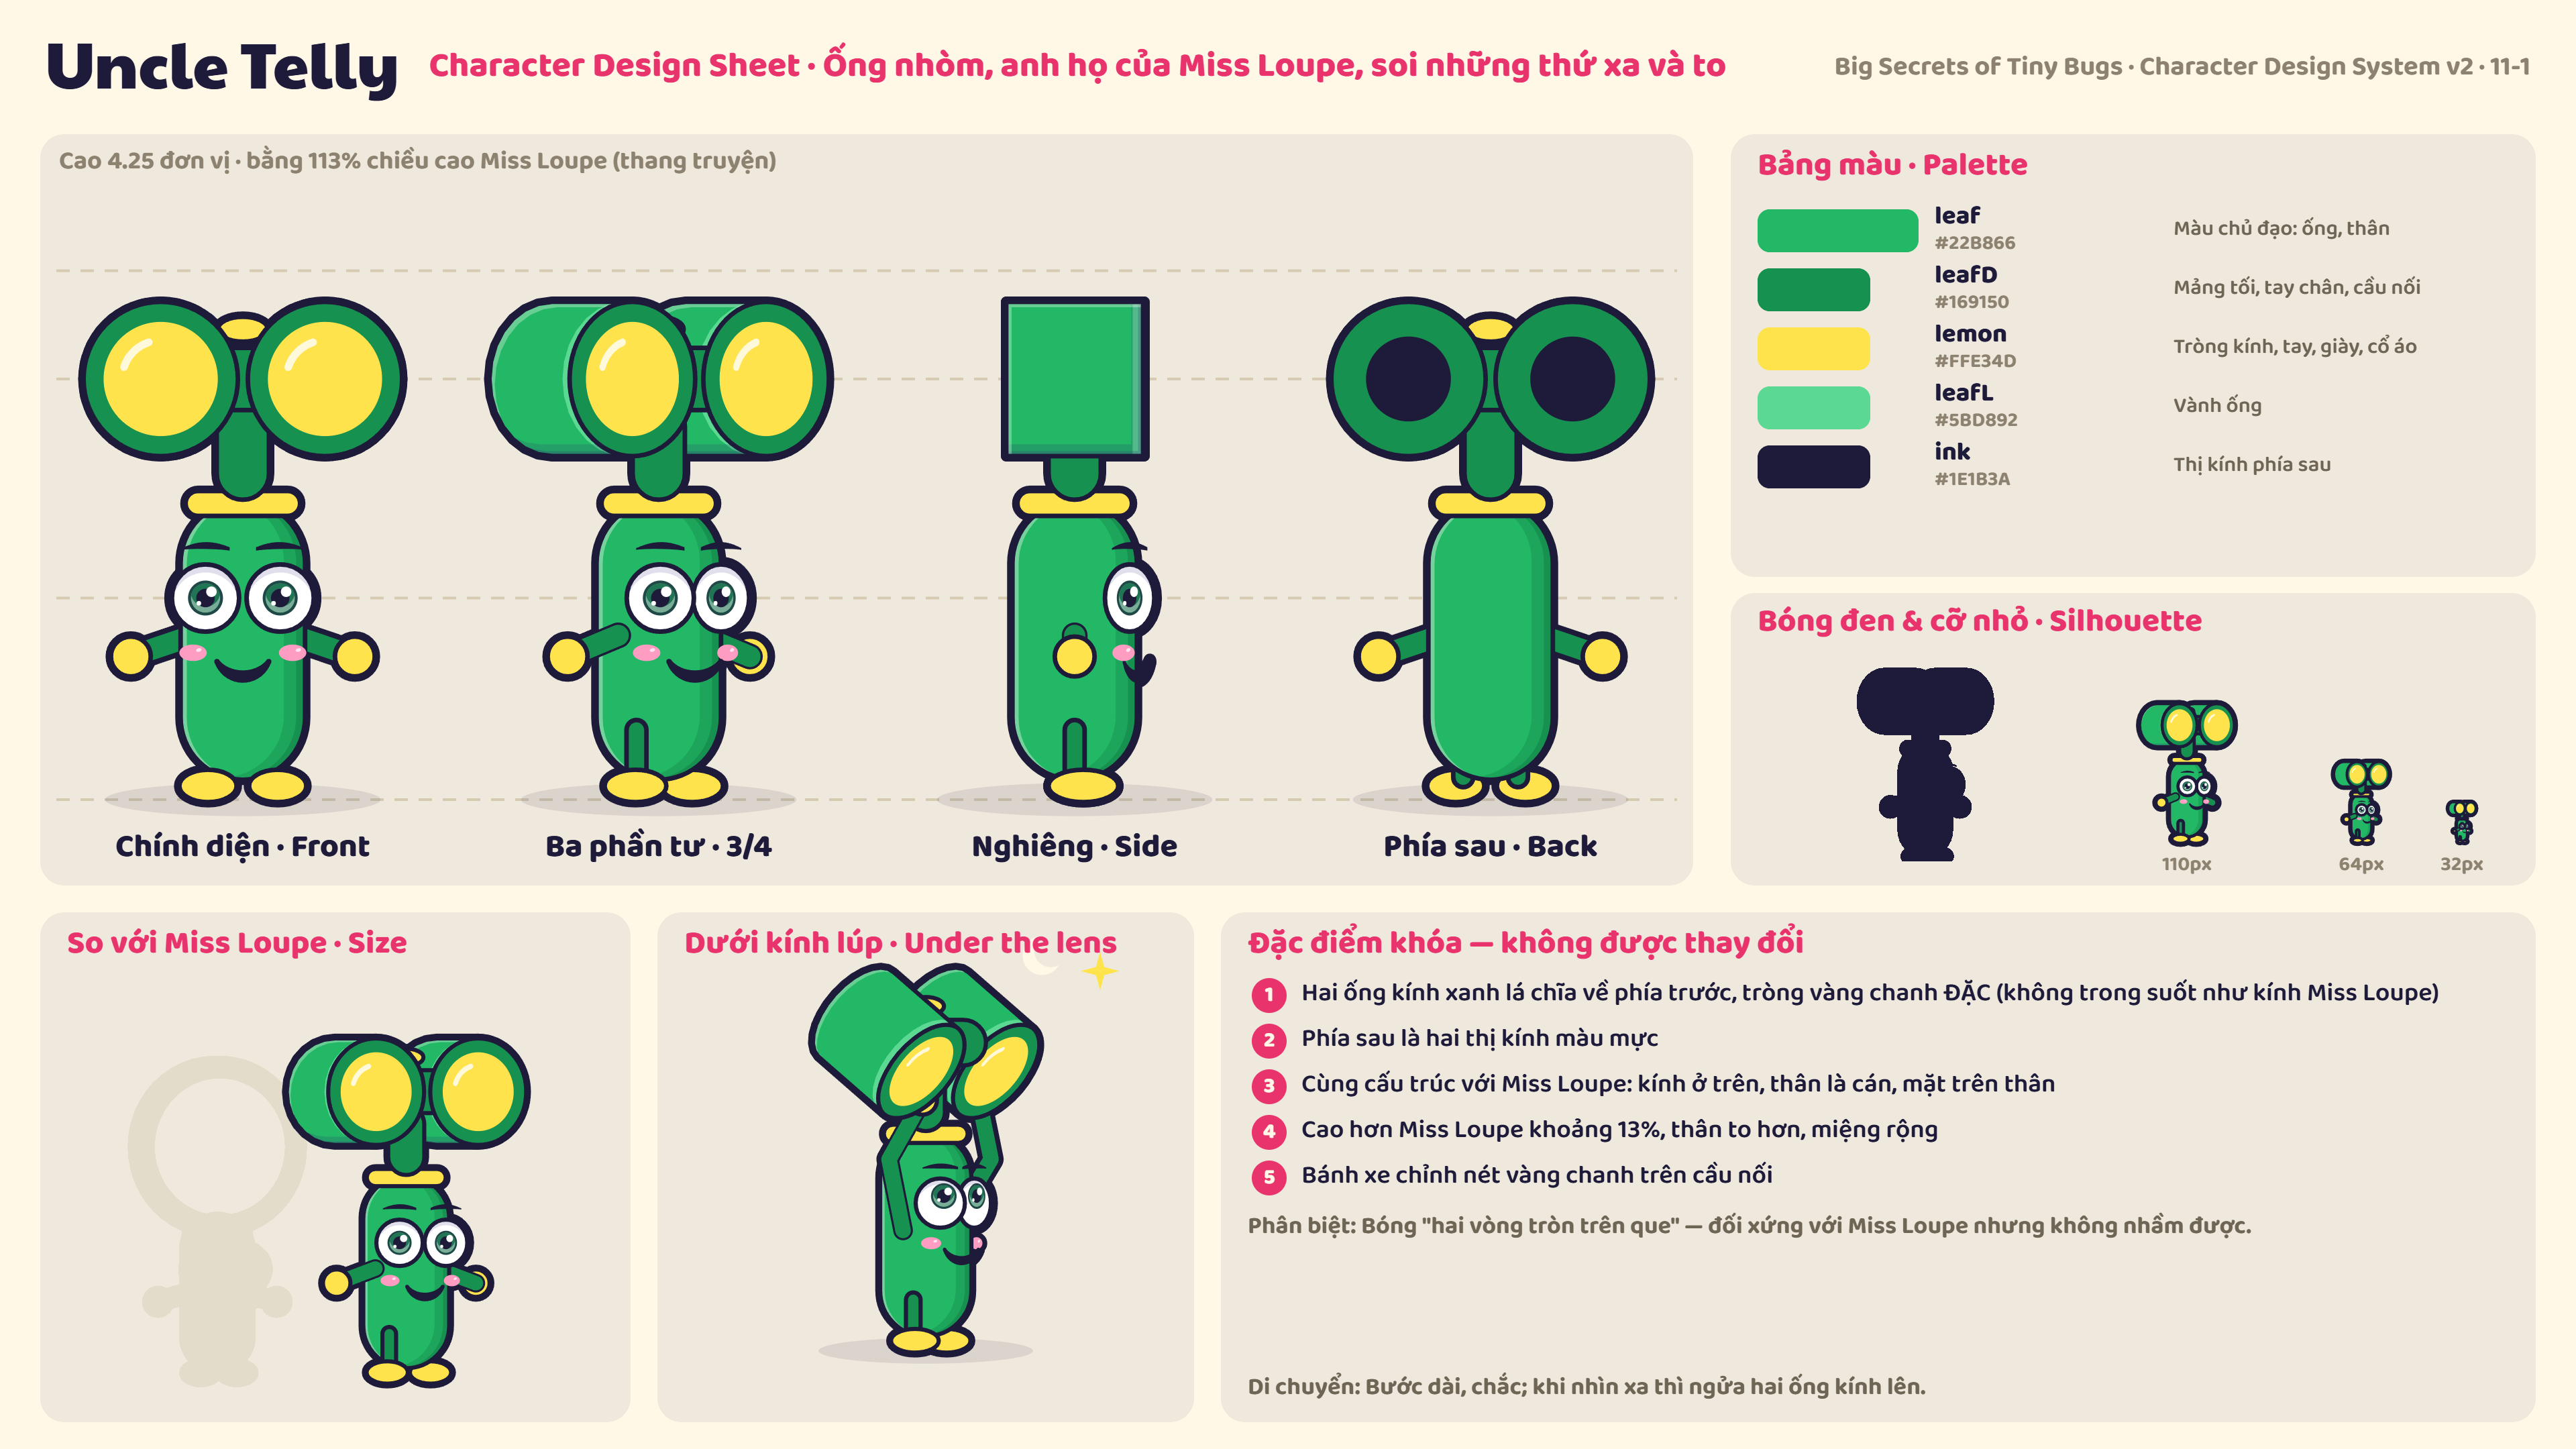 Uncle Telly
Character Design Sheet · Ống nhòm, anh họ của Miss Loupe, soi những thứ xa và to
Big Secrets of Tiny Bugs · Character Design System v2 · 11-1
Cao 4.25 đơn vị · bằng 113% chiều cao Miss Loupe (thang truyện)
Chính diện · Front
Ba phần tư · 3/4
Nghiêng · Side
Phía sau · Back
Bảng màu · Palette
leaf
#22B866
Màu chủ đạo: ống, thân
leafD
#169150
Mảng tối, tay chân, cầu nối
lemon
#FFE34D
Tròng kính, tay, giày, cổ áo
leafL
#5BD892
Vành ống
ink
#1E1B3A
Thị kính phía sau
Bóng đen & cỡ nhỏ · Silhouette
110px
64px
32px
So với Miss Loupe · Size
Dưới kính lúp · Under the lens
Đặc điểm khóa — không được thay đổi
1 Hai ống kính xanh lá chĩa về phía trước, tròng vàng chanh ĐẶC (không trong suốt như kính Miss Loupe)
2 Phía sau là hai thị kính màu mực
3 Cùng cấu trúc với Miss Loupe: kính ở trên, thân là cán, mặt trên thân
4 Cao hơn Miss Loupe khoảng 13%, thân to hơn, miệng rộng
5 Bánh xe chỉnh nét vàng chanh trên cầu nối
Phân biệt: Bóng "hai vòng tròn trên que" — đối xứng với Miss Loupe nhưng không nhầm được.
Di chuyển: Bước dài, chắc; khi nhìn xa thì ngửa hai ống kính lên.